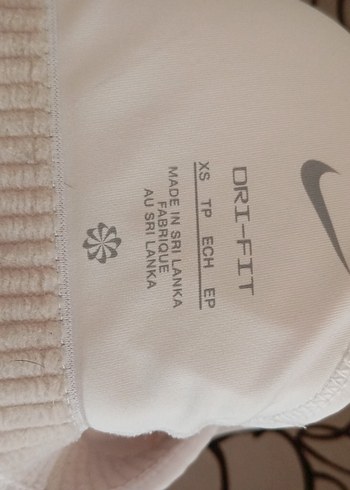 DRI-FIT
XS TP ECH EP
MADE IN SRI LANKA
FABRIQUE
AU SRI LANKA